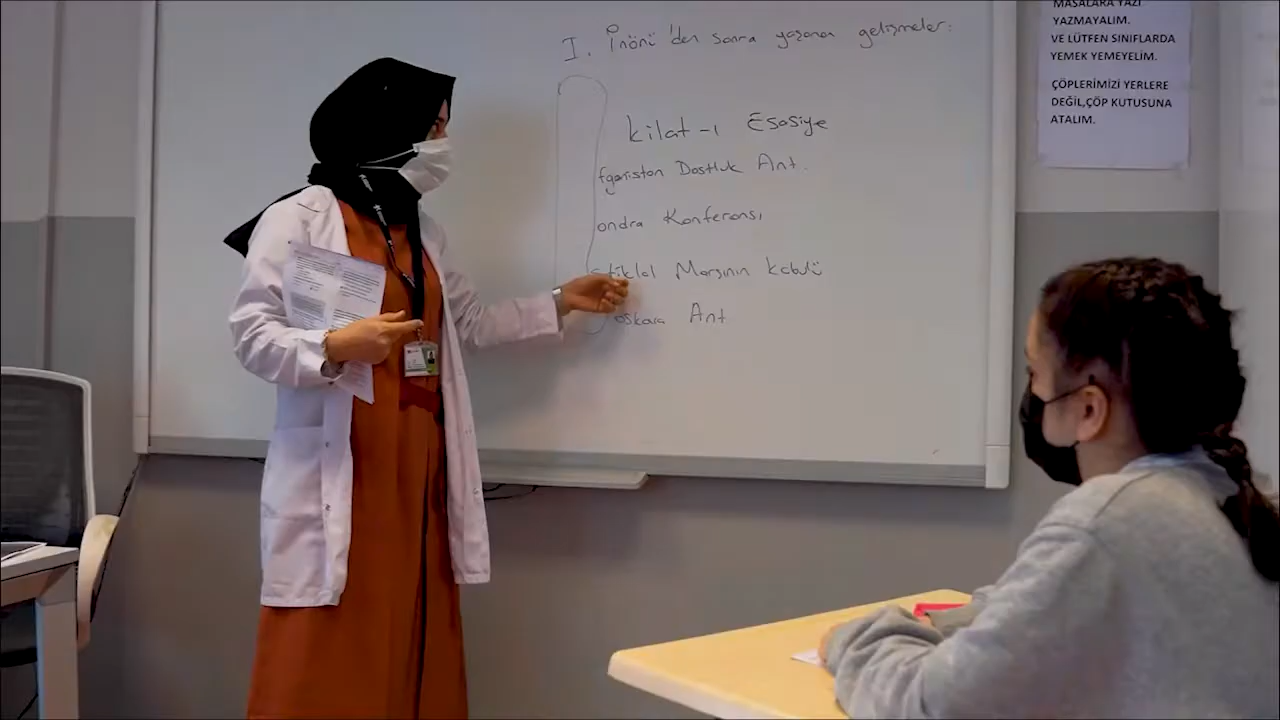 I. İnönü'den sonra yaşanan gelişmeler:
kilat-ı Esasiye
fganistan Dostluk Ant.
ondra Konferansı
stiklal Marşının kabulü
oskova Ant.
MASALARA YAZI
YAZMAYALIM.
VE LÜTFEN SINIFLARDA
YEMEK YEMEYELİM.
ÇÖPLERİMİZİ YERLERE
DEĞİL,ÇÖP KUTUSUNA
ATALIM.